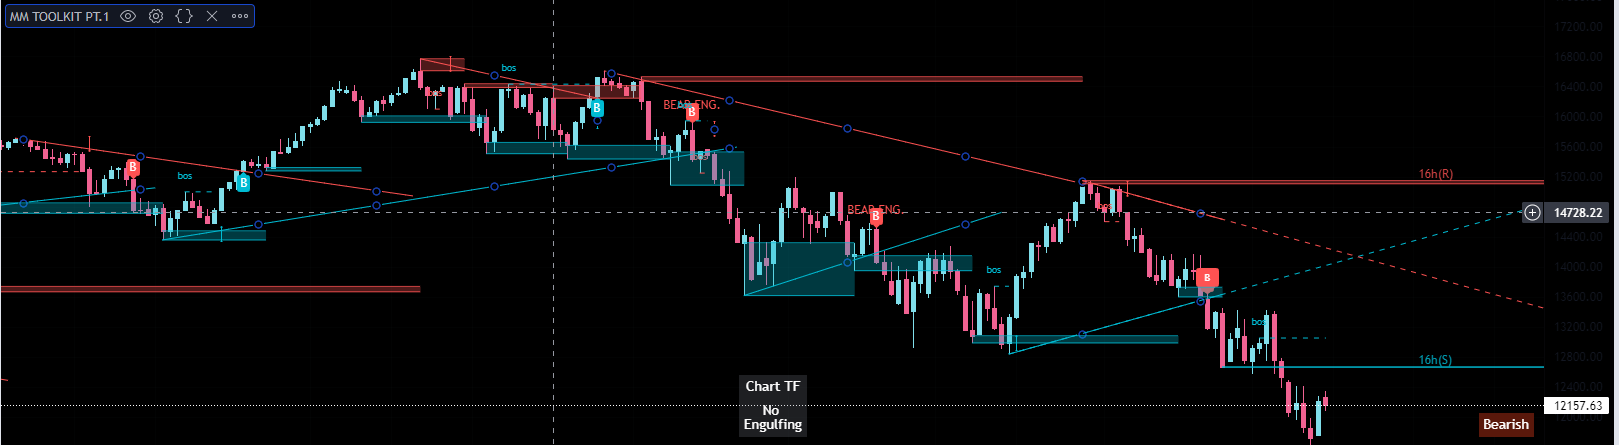 MM TOOLKIT PT.1
17200.00
16800.00
bos
16400.00
bos
B
BEAR ENG.
B
16000.00
15600.00
bos
B
B
bos
16h(R)
15200.00
BEAR ENG.
bos
B
14728.22
14400.00
14000.00
bos
B
13600.00
bos
13200.00
12800.00
16h(S)
Chart TF
No
Engulfing
12400.00
12157.63
Bearish